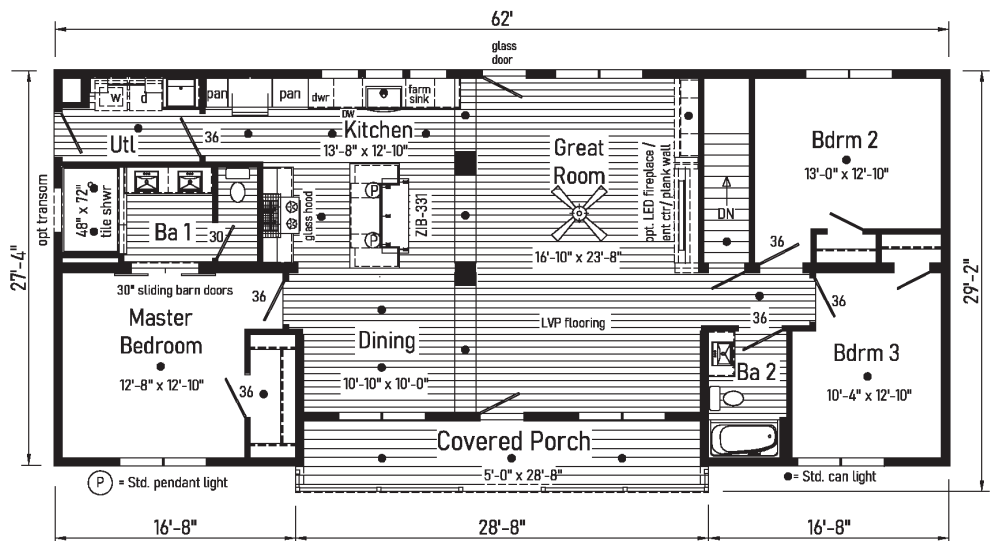 62'
glass
door
w
d
pan
pan
dwr
DW
farm
sink
Utl
36
Kitchen
13'-8" x 12'-10"
Great
Room
16'-10" x 23'-8"
opt. LED fireplace /
ent ctr/ plank wall
DN
Bdrm 2
13'-0" x 12'-10"
opt transom
48" x 72"
tile shwr
Ba 1
30
glass hood
P
P
ZIB-331
27'-4"
29'-2"
30" sliding barn doors
36
36
36
36
Master
Bedroom
12'-8" x 12'-10"
36
Dining
10'-10" x 10'-0"
LVP flooring
Ba 2
Bdrm 3
10'-4" x 12'-10"
Covered Porch
5'-0" x 28'-8"
P = Std. pendant light
= Std. can light
16'-8"
28'-8"
16'-8"